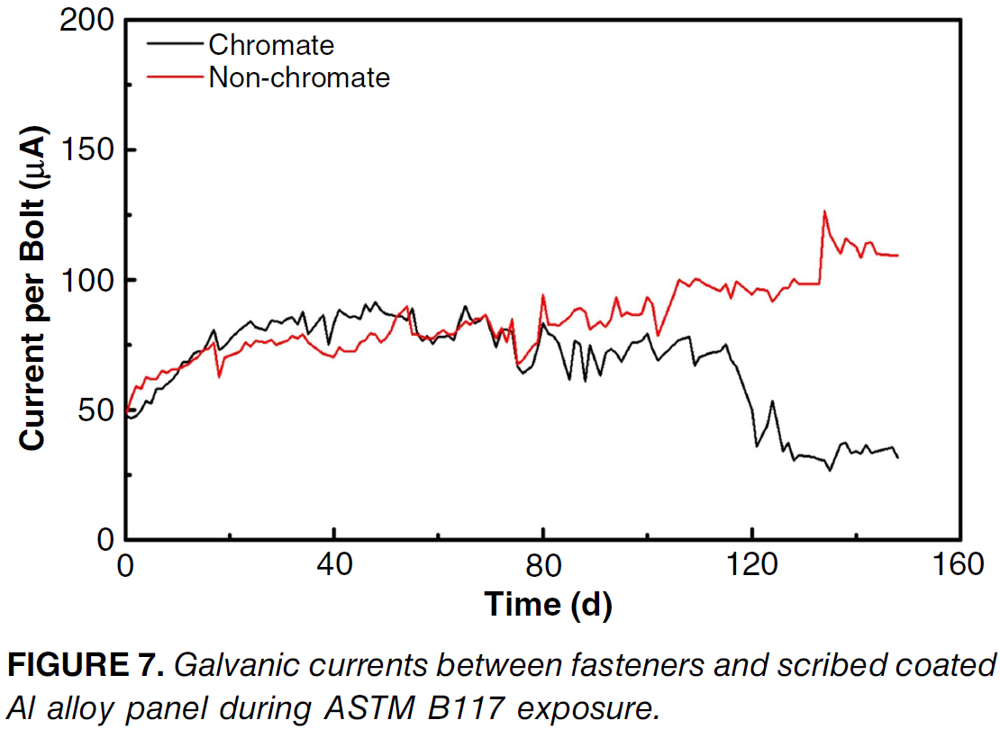 200
Chromate
Non-chromate
150
100
50
0
Current per Bolt (μA)
0 40 80 120 160
Time (d)
FIGURE 7. Galvanic currents between fasteners and scribed coated
Al alloy panel during ASTM B117 exposure.